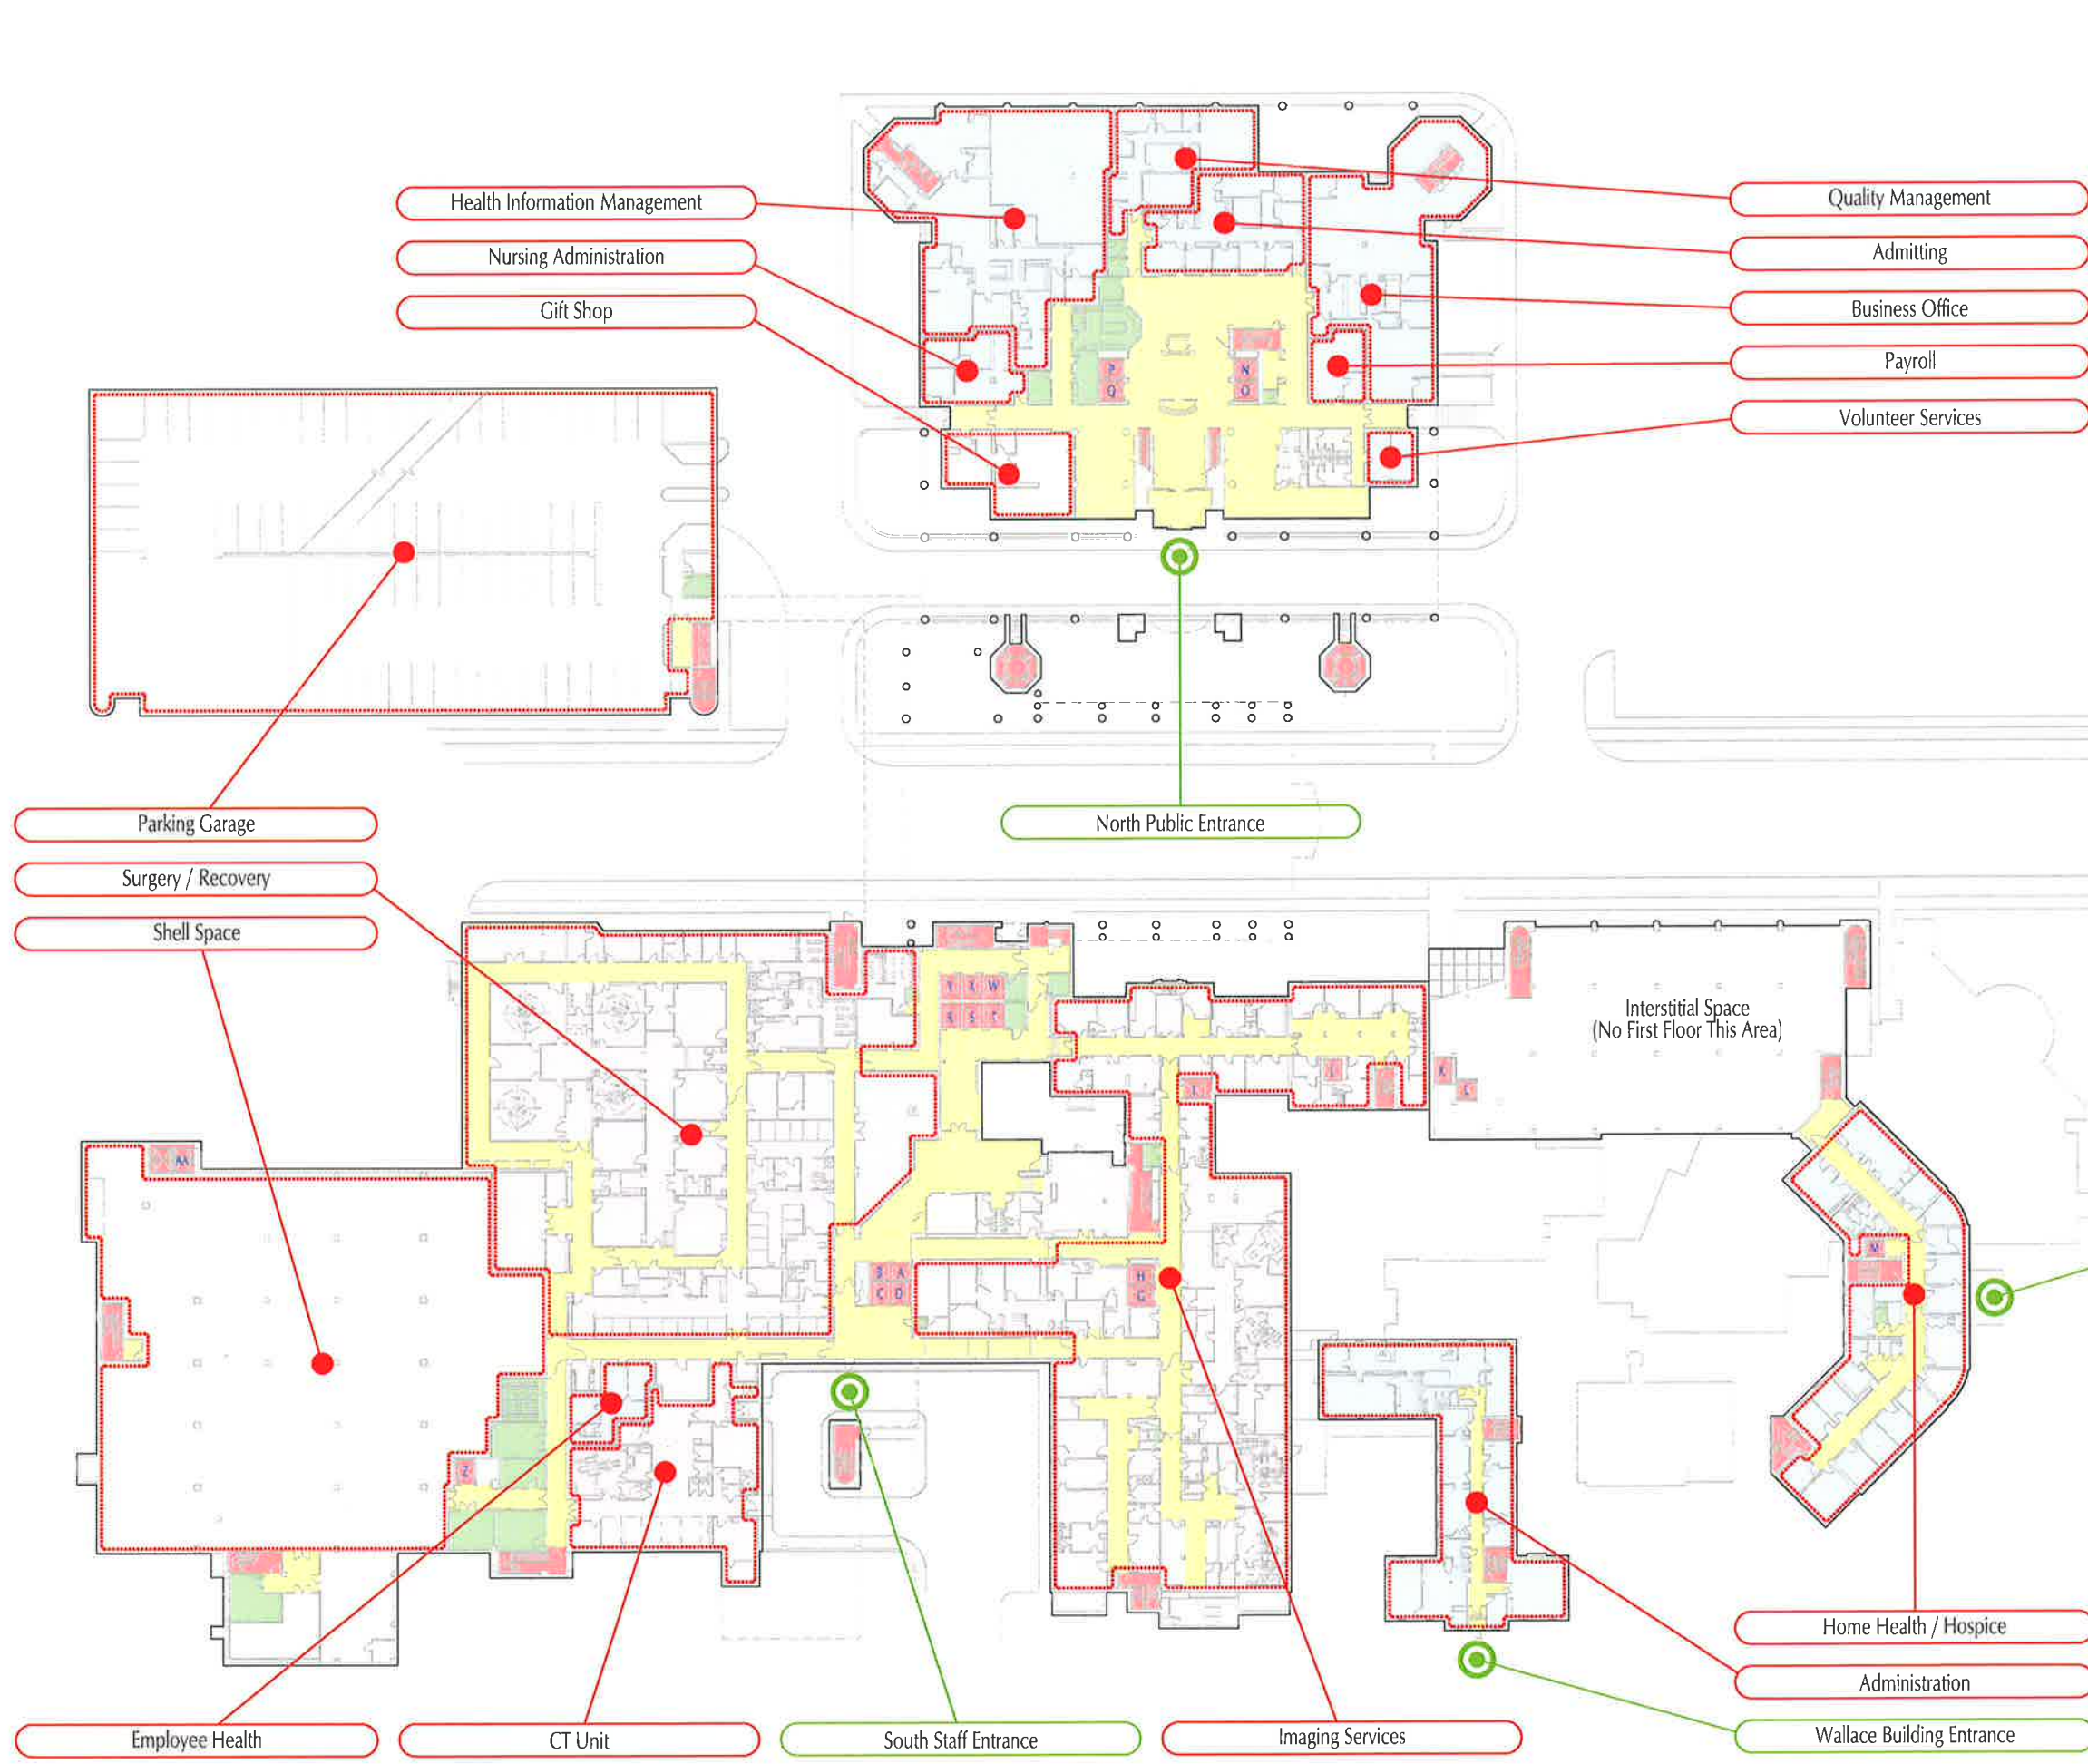 Health Information Management
Nursing Administration
Gift Shop
Quality Management
Admitting
Business Office
Payroll
Volunteer Services
P
Q
N
O
North Public Entrance
Parking Garage
Surgery / Recovery
Shell Space
Y X W
S
Interstitial Space
(No First Floor This Area)
K
L
AA
M
B A
C D
H
G
Z
Home Health / Hospice
Administration
Wallace Building Entrance
Employee Health
CT Unit
South Staff Entrance
Imaging Services